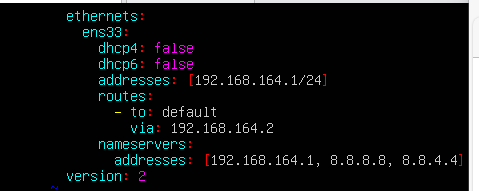 ethernets:
ens33:
dhcp4: false
dhcp6: false
addresses: [192.168.164.1/24]
routes:
- to: default
via: 192.168.164.2
nameservers:
addresses: [192.168.164.1, 8.8.8.8, 8.8.4.4]
version: 2